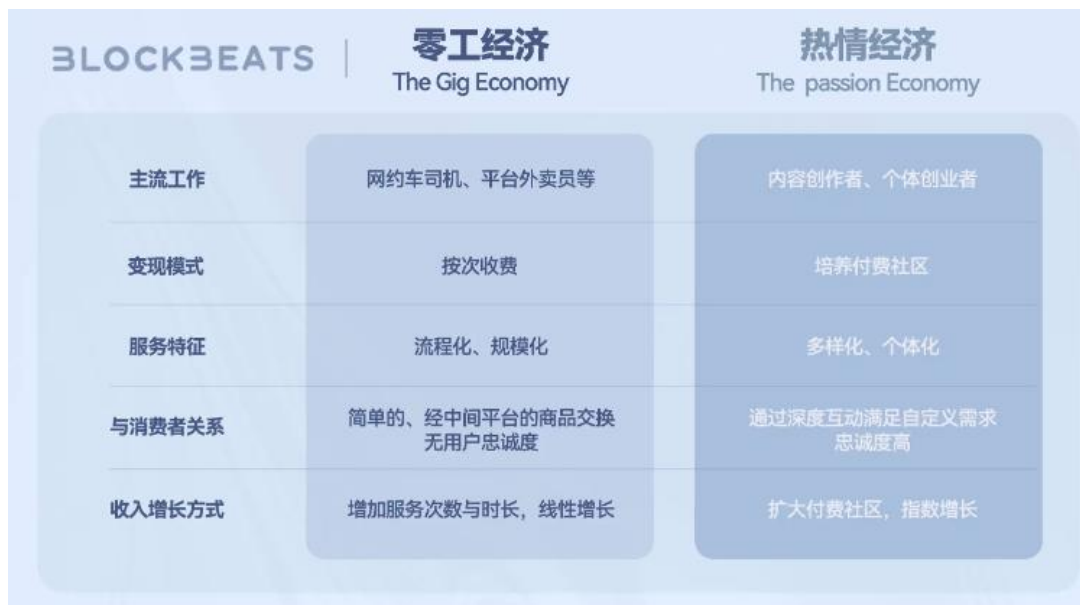 BLOCKBEATS
零工经济
The Gig Economy
热情经济
The passion Economy
主流工作
网约车司机、平台外卖员等
内容创作者、个体创业者
变现模式
按次收费
培养付费社区
服务特征
流程化、规模化
多样化、个体化
与消费者关系
简单的、经中间平台的商品交换
无用户忠诚度
通过深度互动满足自定义需求
忠诚度高
收入增长方式
增加服务次数与时长，线性增长
扩大付费社区，指数增长